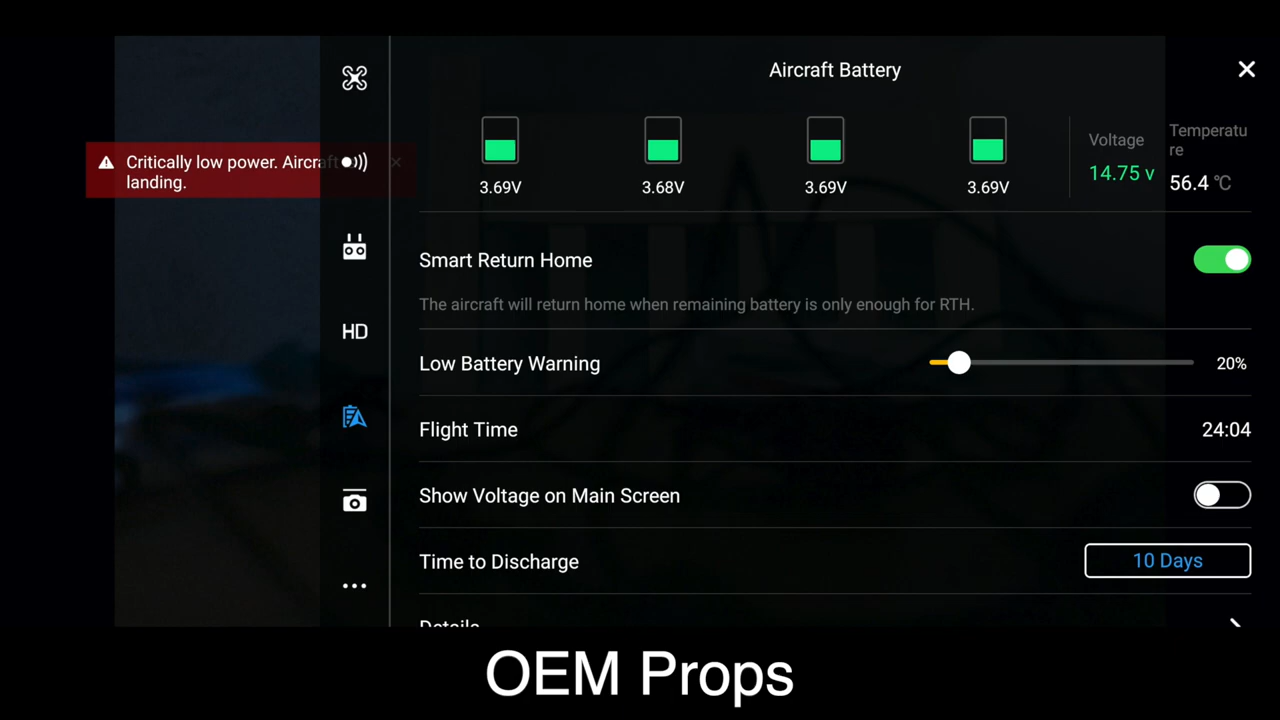 Aircraft Battery
Critically low power. Aircraft
landing.
3.69V
3.68V
3.69V
3.69V
Voltage
14.75 v
Temperatu
re
56.4 °C
Smart Return Home
The aircraft will return home when remaining battery is only enough for RTH.
HD
Low Battery Warning
20%
Flight Time
24:04
Show Voltage on Main Screen
Time to Discharge
10 Days
Details
OEM Props